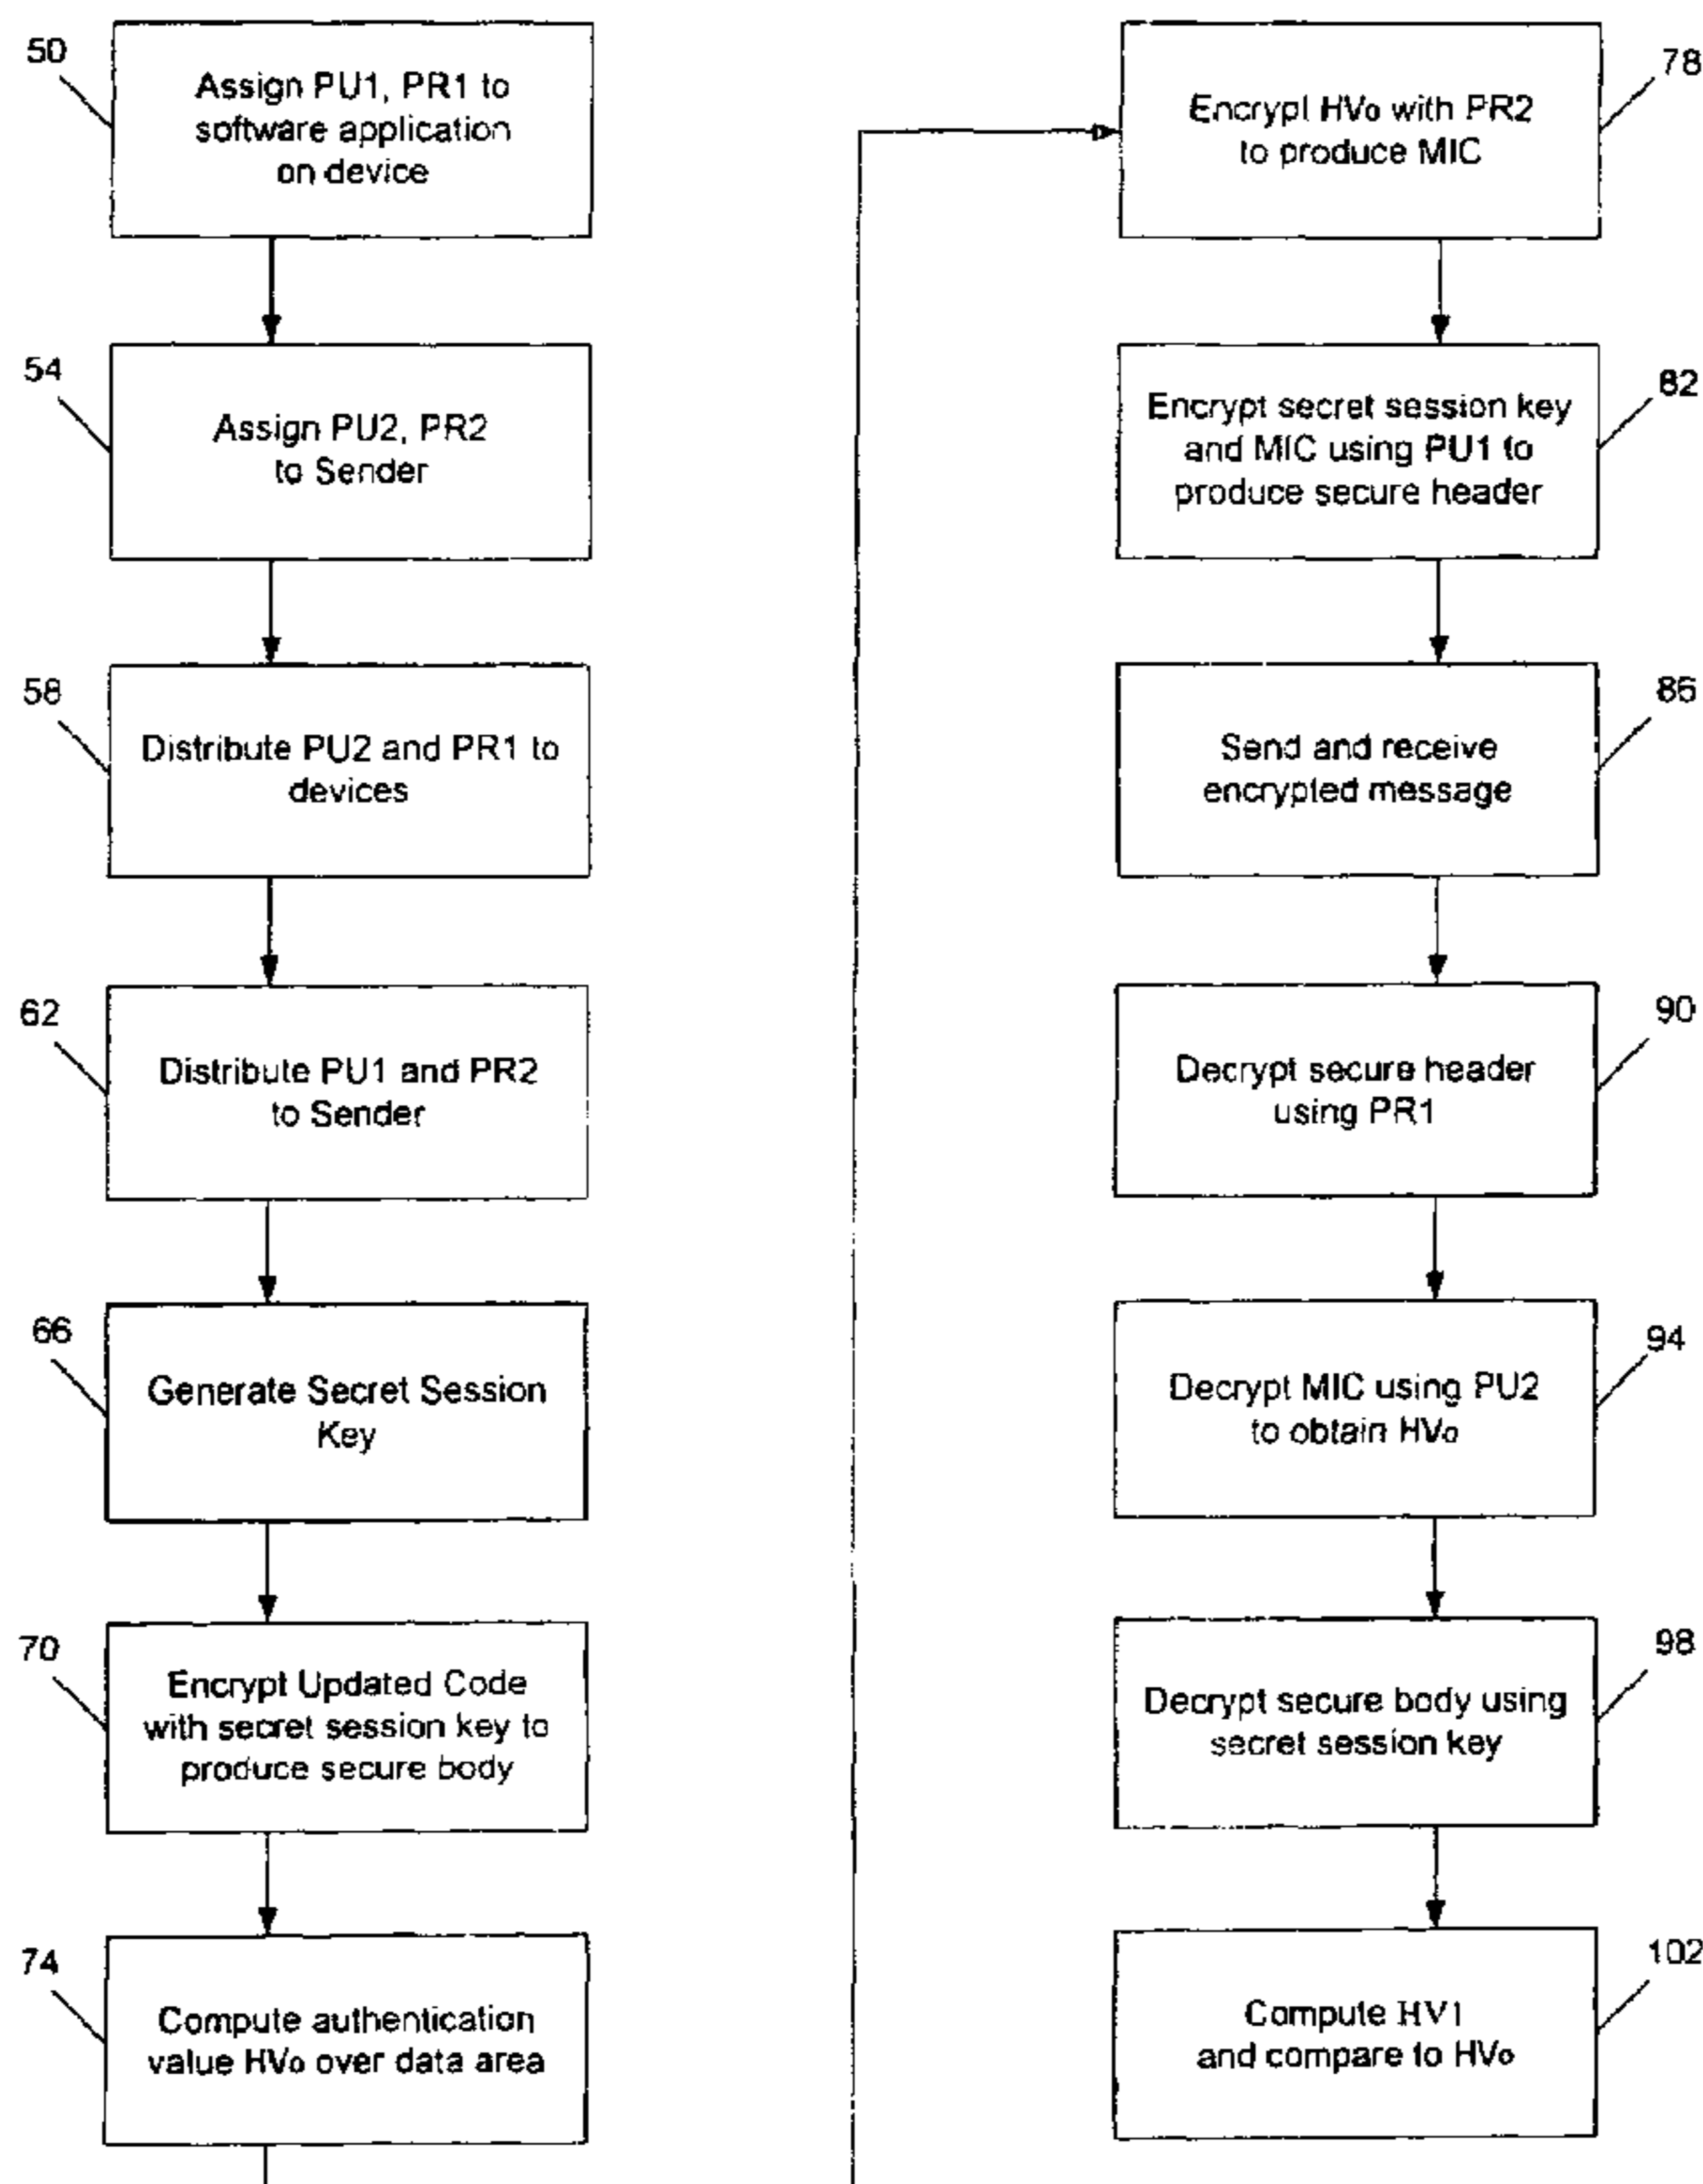 50
Assign PU1, PR1 to
software application
on device
54
Assign PU2, PR2
to Sender
58
Distribute PU2 and PR1 to
devices
62
Distribute PU1 and PR2
to Sender
66
Generate Secret Session
Key
70
Encrypt Updated Code
with secret session key to
produce secure body
74
Compute authentication
value HVo over data area
78
Encrypt HVo with PR2
to produce MIC
82
Encrypt secret session key
and MIC using PU1 to
produce secure header
86
Send and receive
encrypted message
90
Decrypt secure header
using PR1
94
Decrypt MIC using PU2
to obtain HVo
98
Decrypt secure body using
secret session key
102
Compute HV1
and compare to HVo